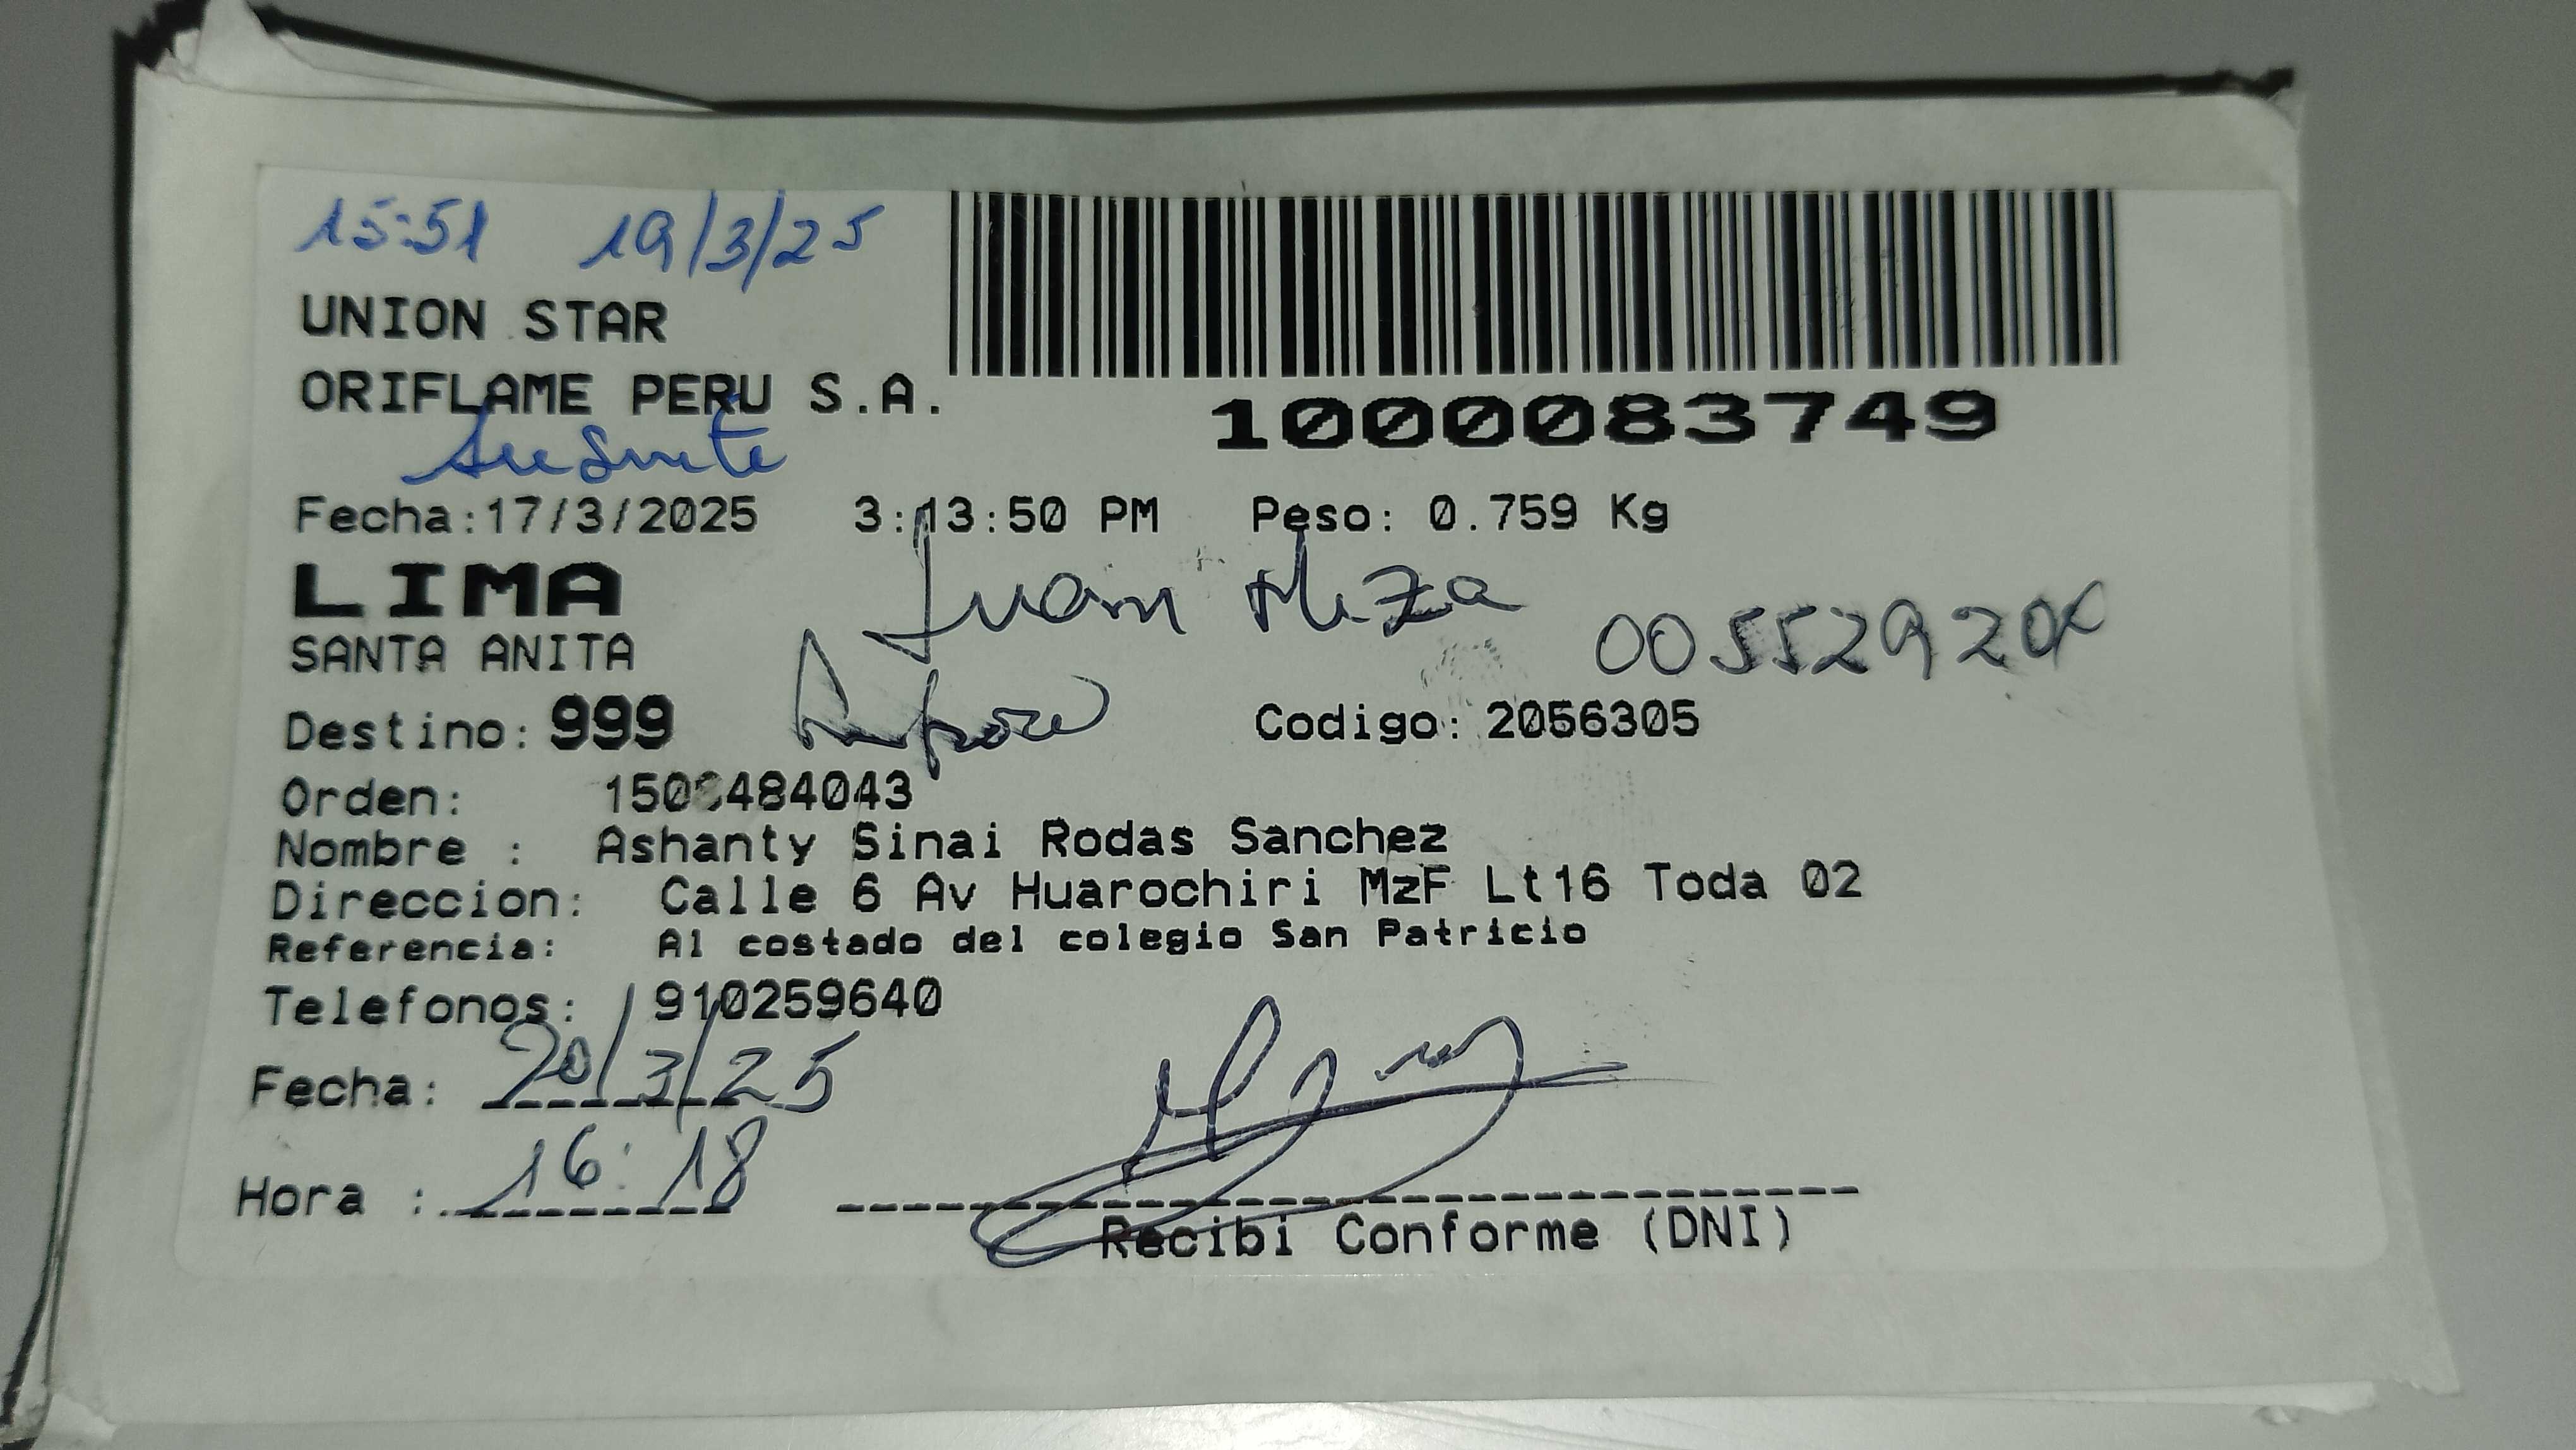 15:51 19/3/25
UNION STAR
ORIFLAME PERU S.A.
1000083749
Ausente
Fecha:17/3/2025 3:13:50 PM Peso: 0.759 Kg
LIMA
Juan Meza
SANTA ANITA
005529204
Destino: 999
Codigo: 2056305
Orden:
Nombre : Ashanty Sinai Rodas Sanchez
Direccion: Calle 6 Av Huarochiri MzF Lt16 Toda 02
Referencia: Al costado del colegio San Patricio
Telefonos: 910259640
Fecha: 20/3/25
Hora : 16:18
Recibi Conforme (DNI)